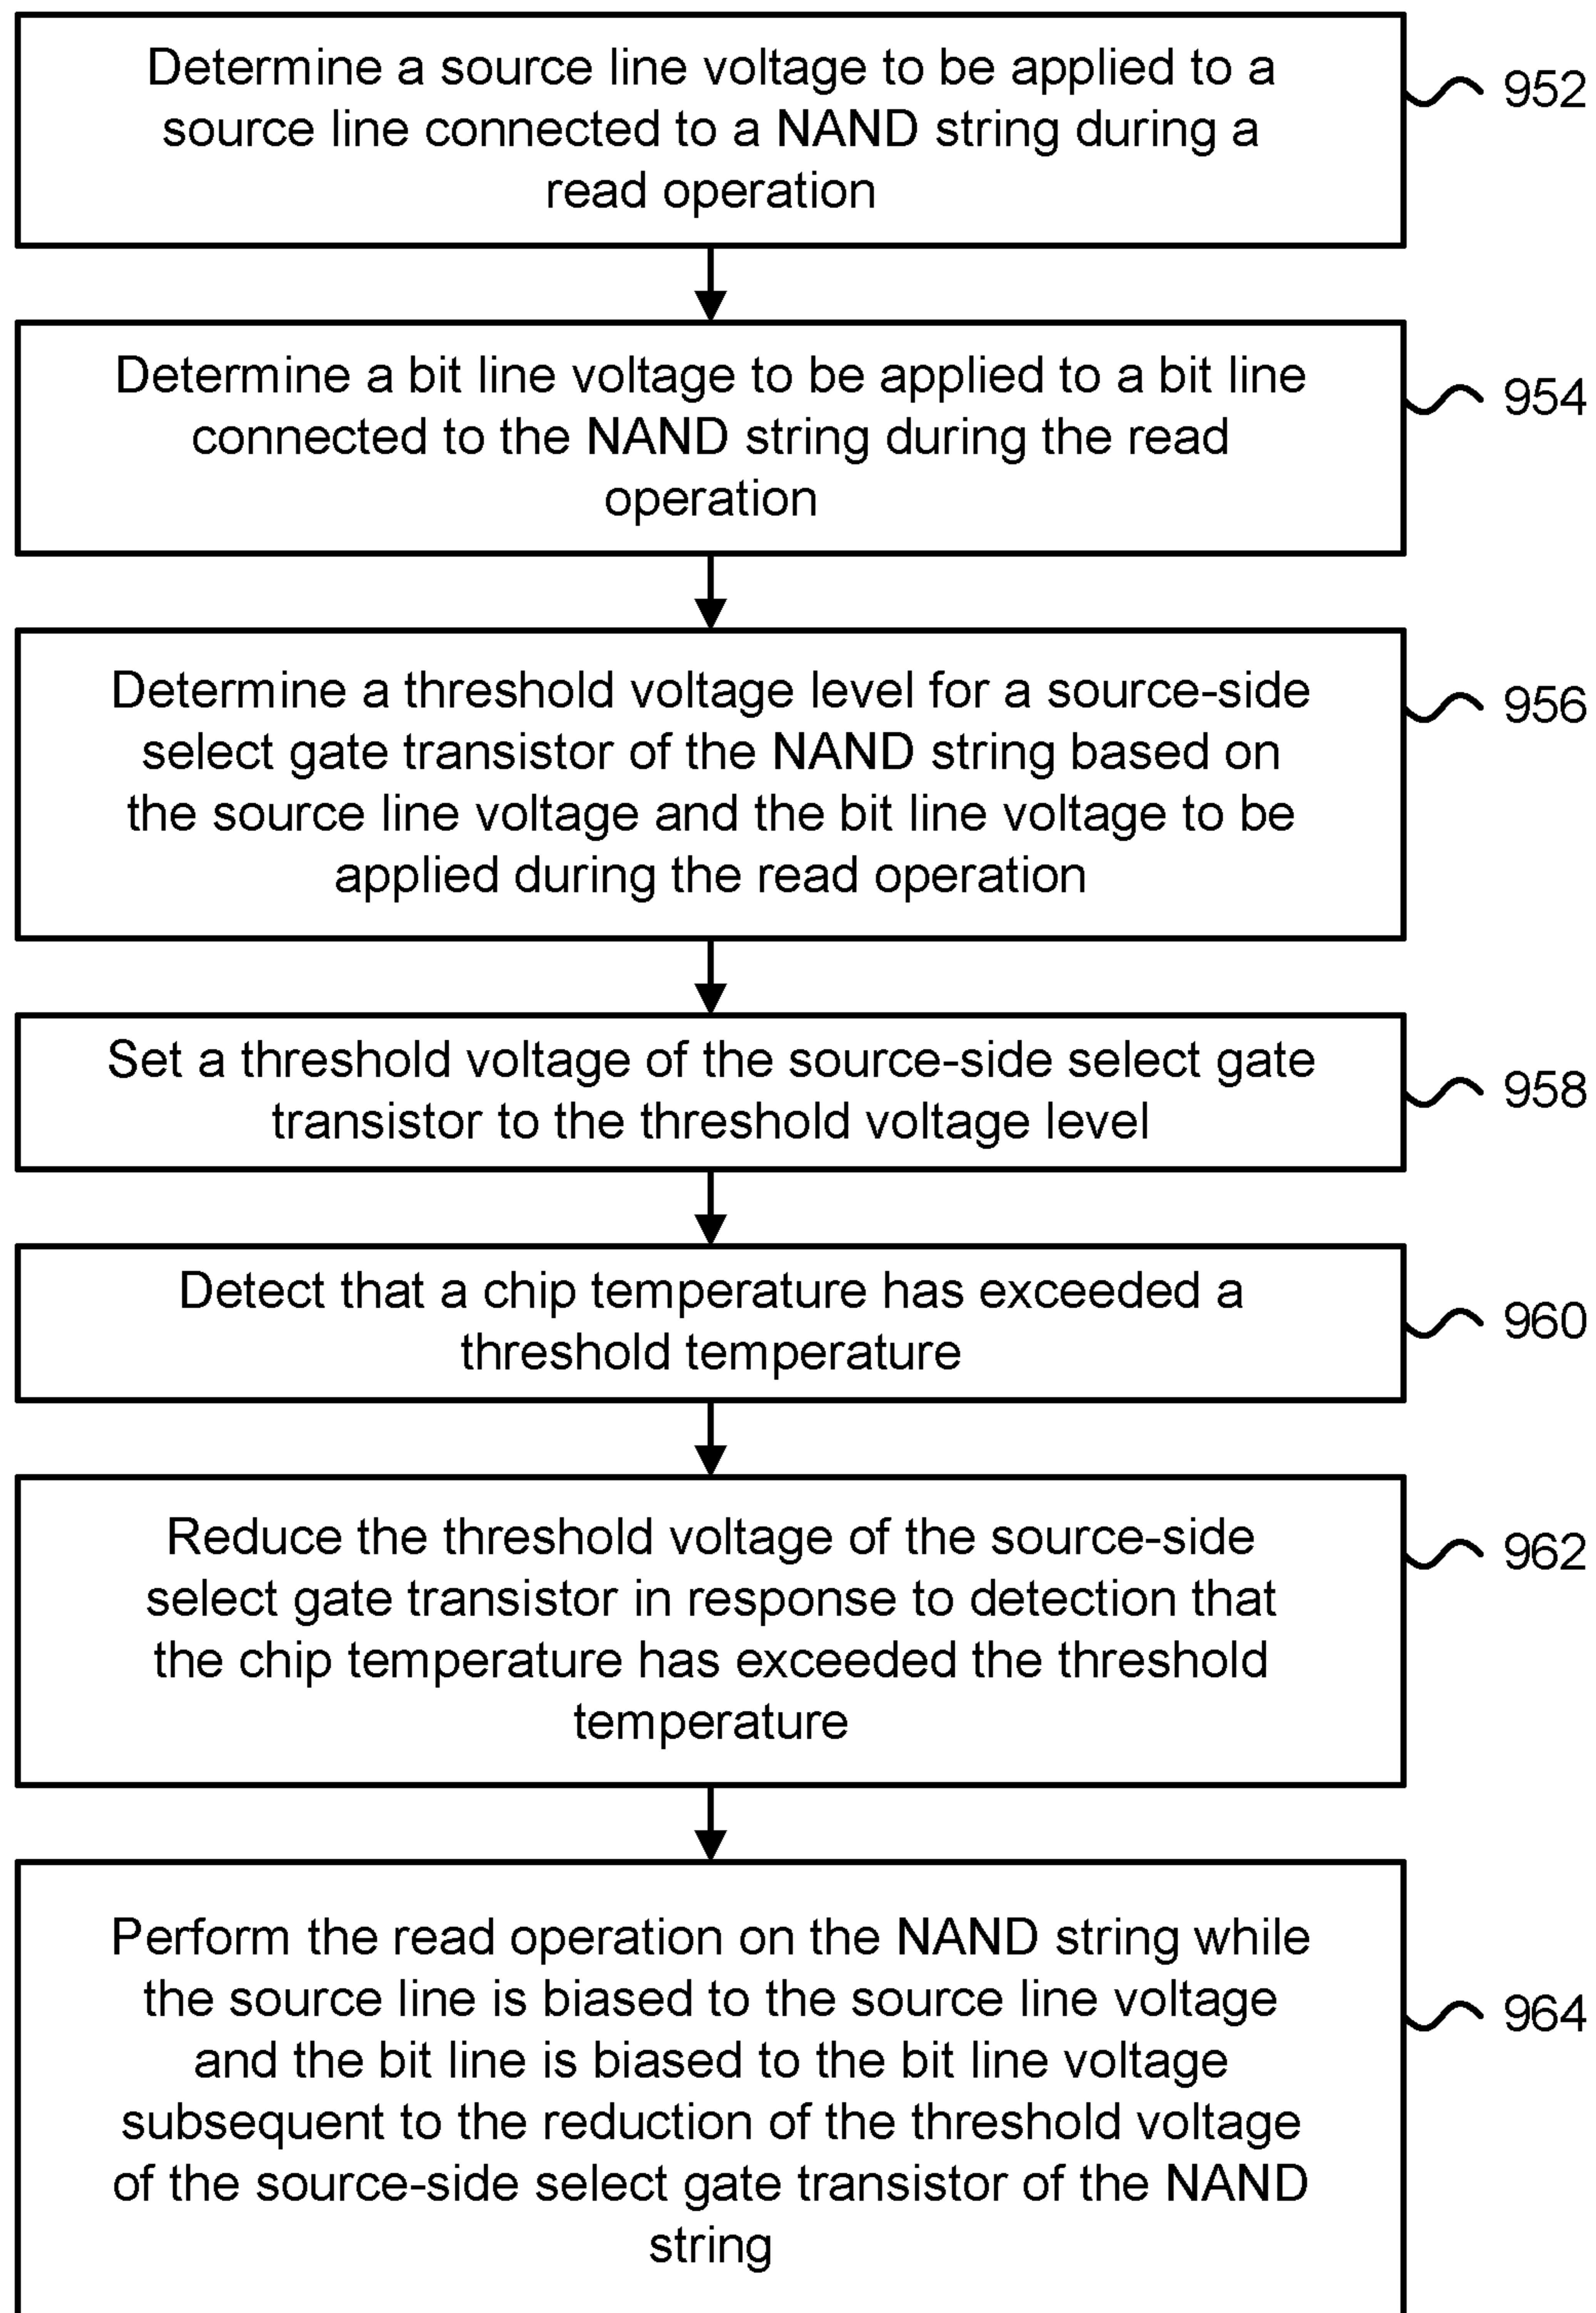 Determine a source line voltage to be applied to a
source line connected to a NAND string during a
read operation
952
Determine a bit line voltage to be applied to a bit line
connected to the NAND string during the read
operation
954
Determine a threshold voltage level for a source-side
select gate transistor of the NAND string based on
the source line voltage and the bit line voltage to be
applied during the read operation
956
Set a threshold voltage of the source-side select gate
transistor to the threshold voltage level
958
Detect that a chip temperature has exceeded a
threshold temperature
960
Reduce the threshold voltage of the source-side
select gate transistor in response to detection that
the chip temperature has exceeded the threshold
temperature
962
Perform the read operation on the NAND string while
the source line is biased to the source line voltage
and the bit line is biased to the bit line voltage
subsequent to the reduction of the threshold voltage
of the source-side select gate transistor of the NAND
string
964